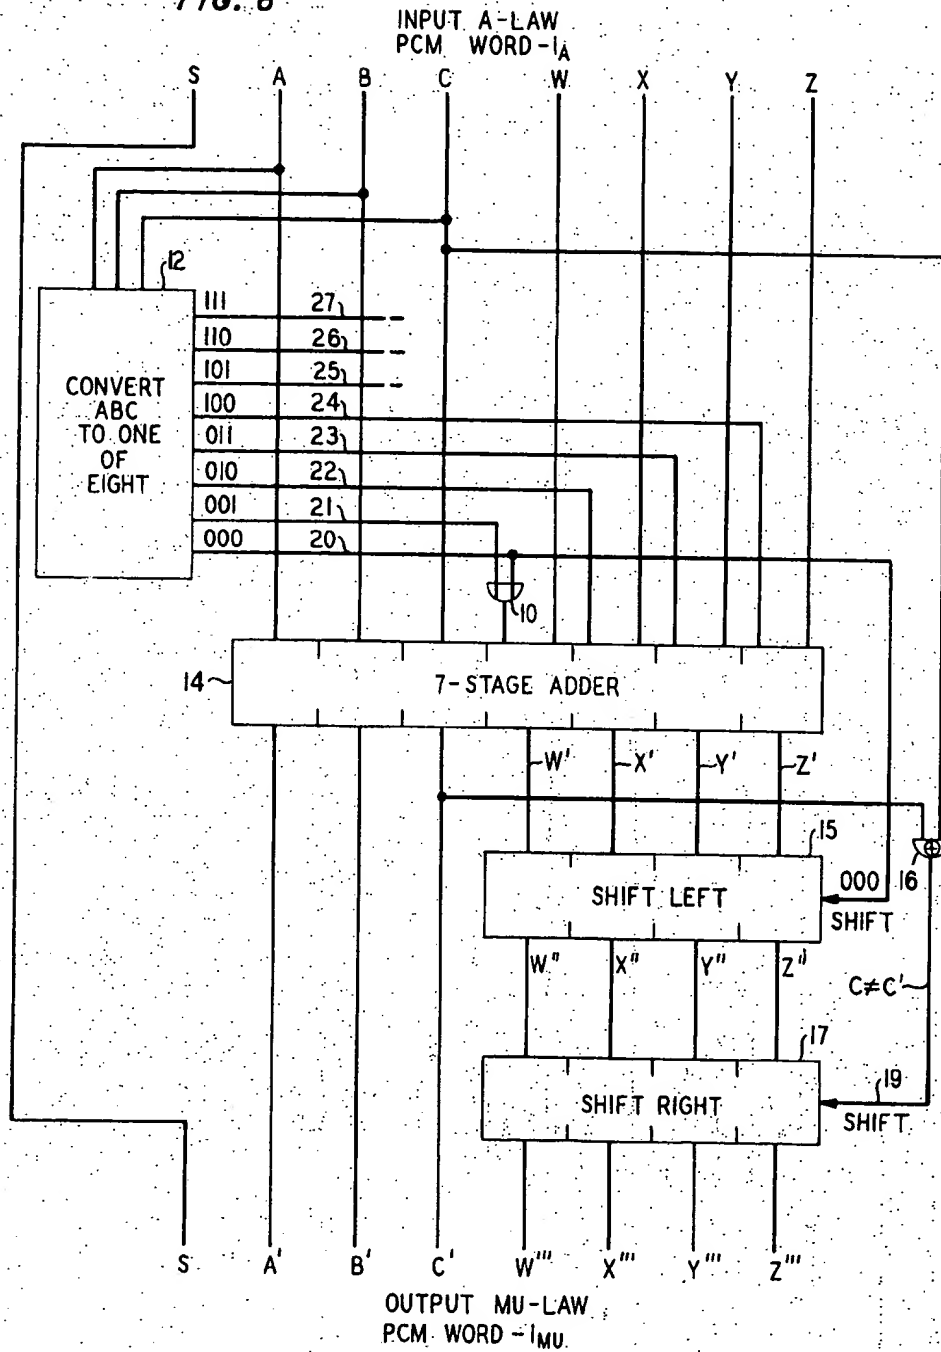 FIG. 6
INPUT A-LAW
PCM WORD-IA
S A B C W X Y Z
12
CONVERT
ABC
TO ONE
OF
EIGHT
111 27
110 26
101 25
100 24
011 23
010 22
001 21
000 20
10
14
7-STAGE ADDER
W' X' Y' Z'
15
16
SHIFT LEFT
000
SHIFT
W" X" Y" Z"
C≠C'
17
19
SHIFT RIGHT
SHIFT
S A' B' C' W''' X''' Y''' Z'''
OUTPUT MU-LAW
PCM WORD-IMU